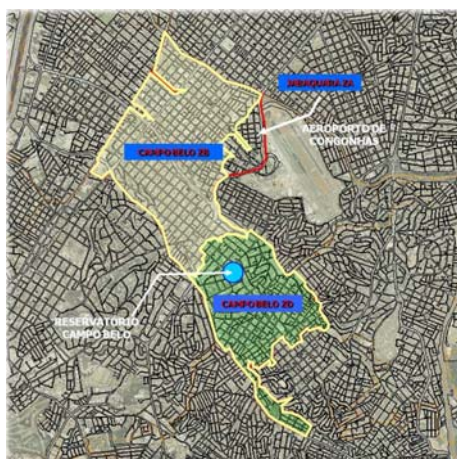 JABAQUARA ZA
AEROPORTO DE
CONGONHAS
CAMPO BELO ZB
CAMPO BELO ZD
RESERVATÓRIO
CAMPO BELO